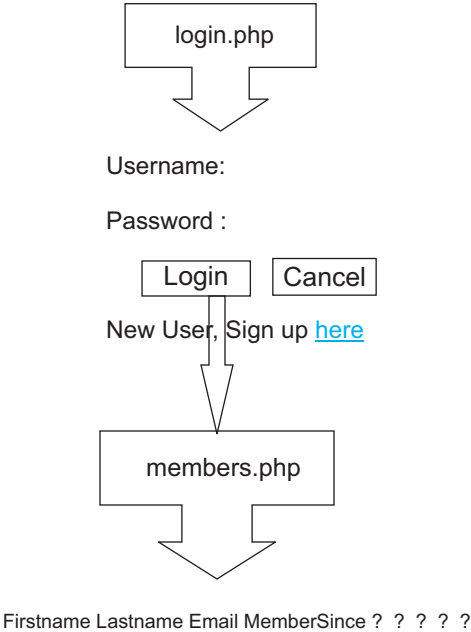 login.php
Username:
Password :
Login Cancel
New User, Sign up here
members.php
Firstname Lastname Email MemberSince ? ? ? ? ?